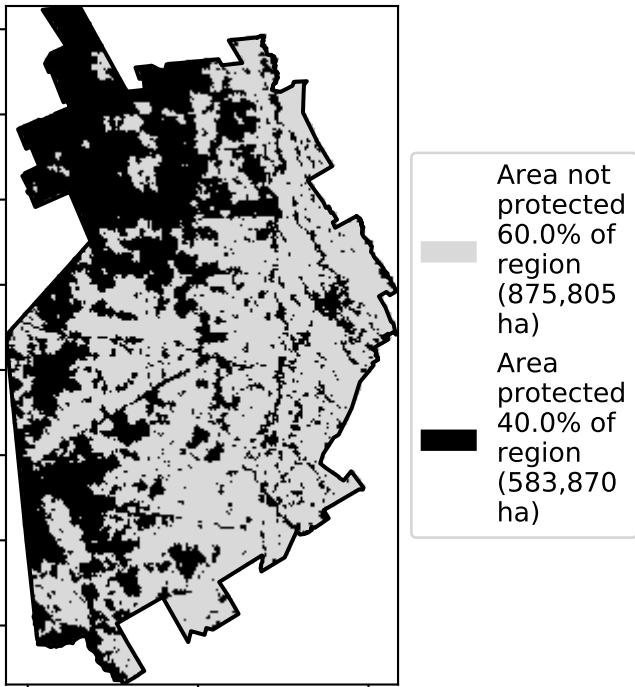 Area not
protected
60.0% of
region
(875,805
ha)
Area
protected
40.0% of
region
(583,870
ha)